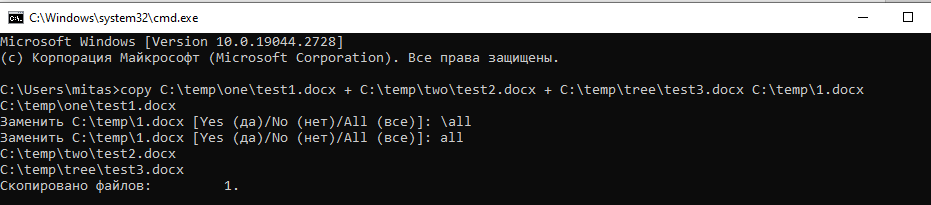 C:\Windows\system32\cmd.exe
Microsoft Windows [Version 10.0.19044.2728]
(c) Корпорация Майкрософт (Microsoft Corporation). Все права защищены.
C:\Users\mitas>copy C:\temp\one\test1.docx + C:\temp\two\test2.docx + C:\temp\tree\test3.docx C:\temp\1.docx
C:\temp\one\test1.docx
Заменить C:\temp\1.docx [Yes (да)/No (нет)/All (все)]: \all
Заменить C:\temp\1.docx [Yes (да)/No (нет)/All (все)]: all
C:\temp\two\test2.docx
C:\temp\tree\test3.docx
Скопировано файлов:         1.